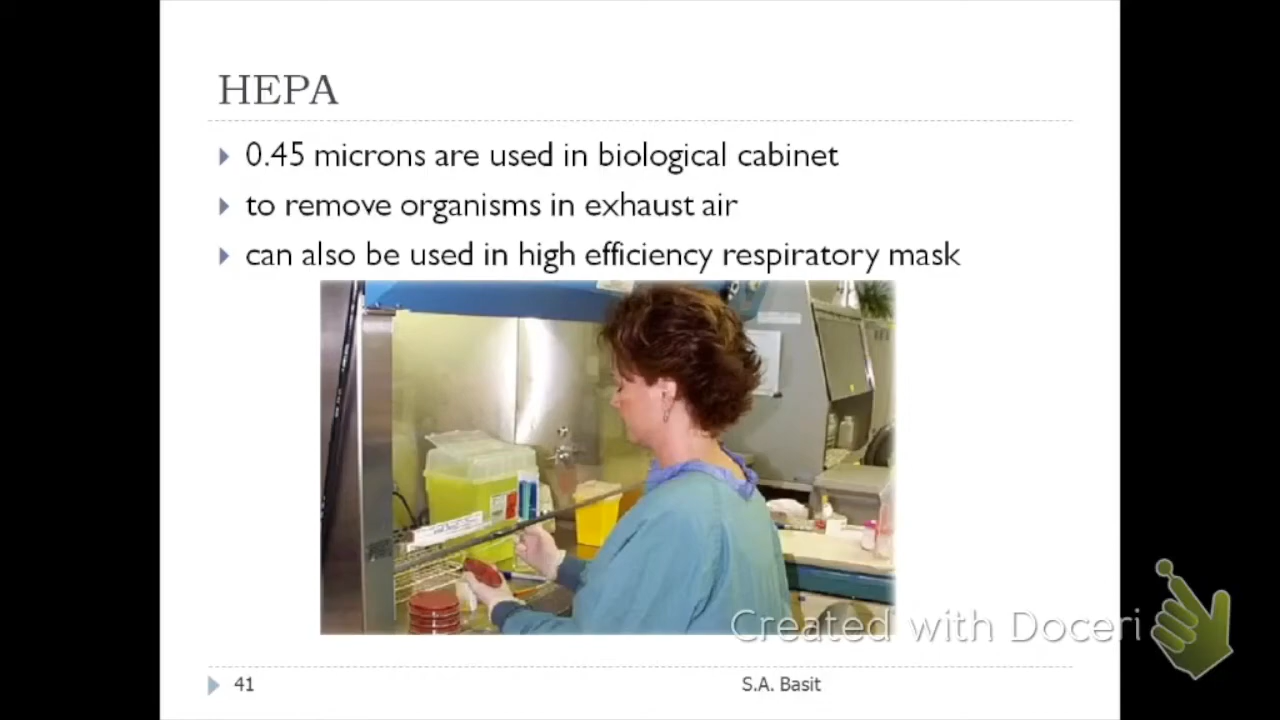 HEPA
0.45 microns are used in biological cabinet
to remove organisms in exhaust air
can also be used in high efficiency respiratory mask
Created with Doceri
41
S.A. Basit